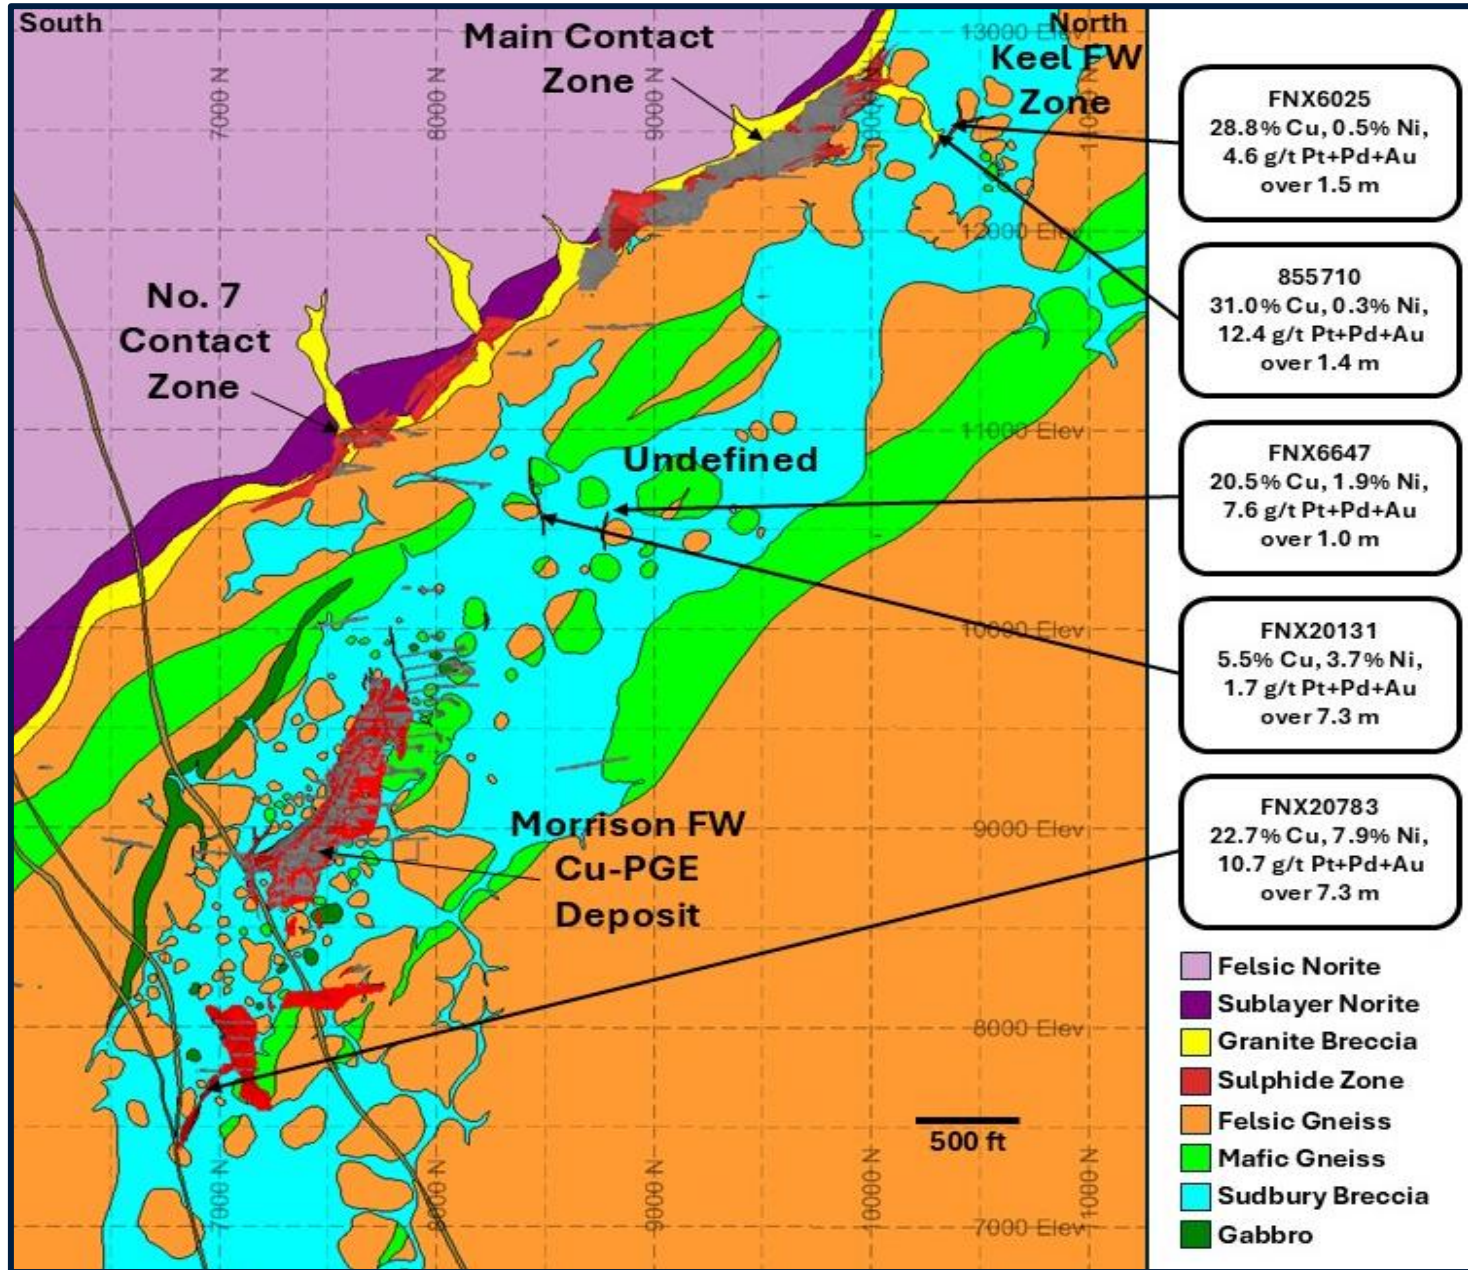 South
North
Main Contact
Zone
Keel FW
Zone
No. 7
Contact
Zone
Undefined
Morrison FW
Cu-PGE
Deposit
13000 Elev
12000 Elev
11000 Elev
10000 Elev
9000 Elev
8000 Elev
7000 Elev
7000 N
8000 N
9000 N
10000 N
11000 N
7000 N
8000 N
9000 N
10000 N
11000 N
500 ft
FNX6025
28.8% Cu, 0.5% Ni,
4.6 g/t Pt+Pd+Au
over 1.5 m
855710
31.0% Cu, 0.3% Ni,
12.4 g/t Pt+Pd+Au
over 1.4 m
FNX6647
20.5% Cu, 1.9% Ni,
7.6 g/t Pt+Pd+Au
over 1.0 m
FNX20131
5.5% Cu, 3.7% Ni,
1.7 g/t Pt+Pd+Au
over 7.3 m
FNX20783
22.7% Cu, 7.9% Ni,
10.7 g/t Pt+Pd+Au
over 7.3 m
Felsic Norite
Sublayer Norite
Granite Breccia
Sulphide Zone
Felsic Gneiss
Mafic Gneiss
Sudbury Breccia
Gabbro